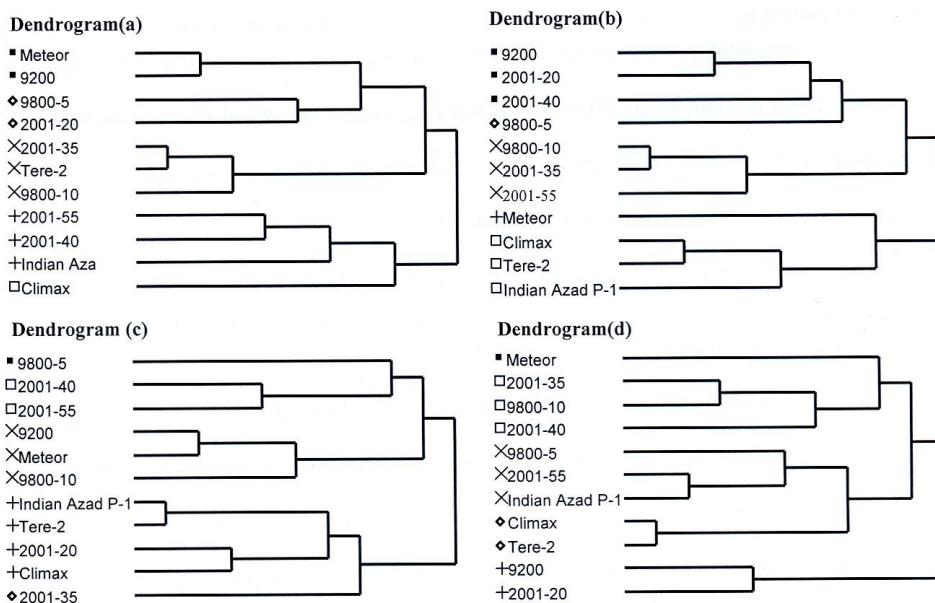 Dendrogram(a)
Meteor
9200
9800-5
2001-20
2001-35
Tere-2
9800-10
2001-55
2001-40
Indian Aza
Climax
Dendrogram(b)
9200
2001-20
2001-40
9800-5
9800-10
2001-35
2001-55
Meteor
Climax
Tere-2
Indian Azad P-1
Dendrogram (c)
9800-5
2001-40
2001-55
9200
Meteor
9800-10
Indian Azad P-1
Tere-2
2001-20
Climax
2001-35
Dendrogram(d)
Meteor
2001-35
9800-10
2001-40
9800-5
2001-55
Indian Azad P-1
Climax
Tere-2
9200
2001-20